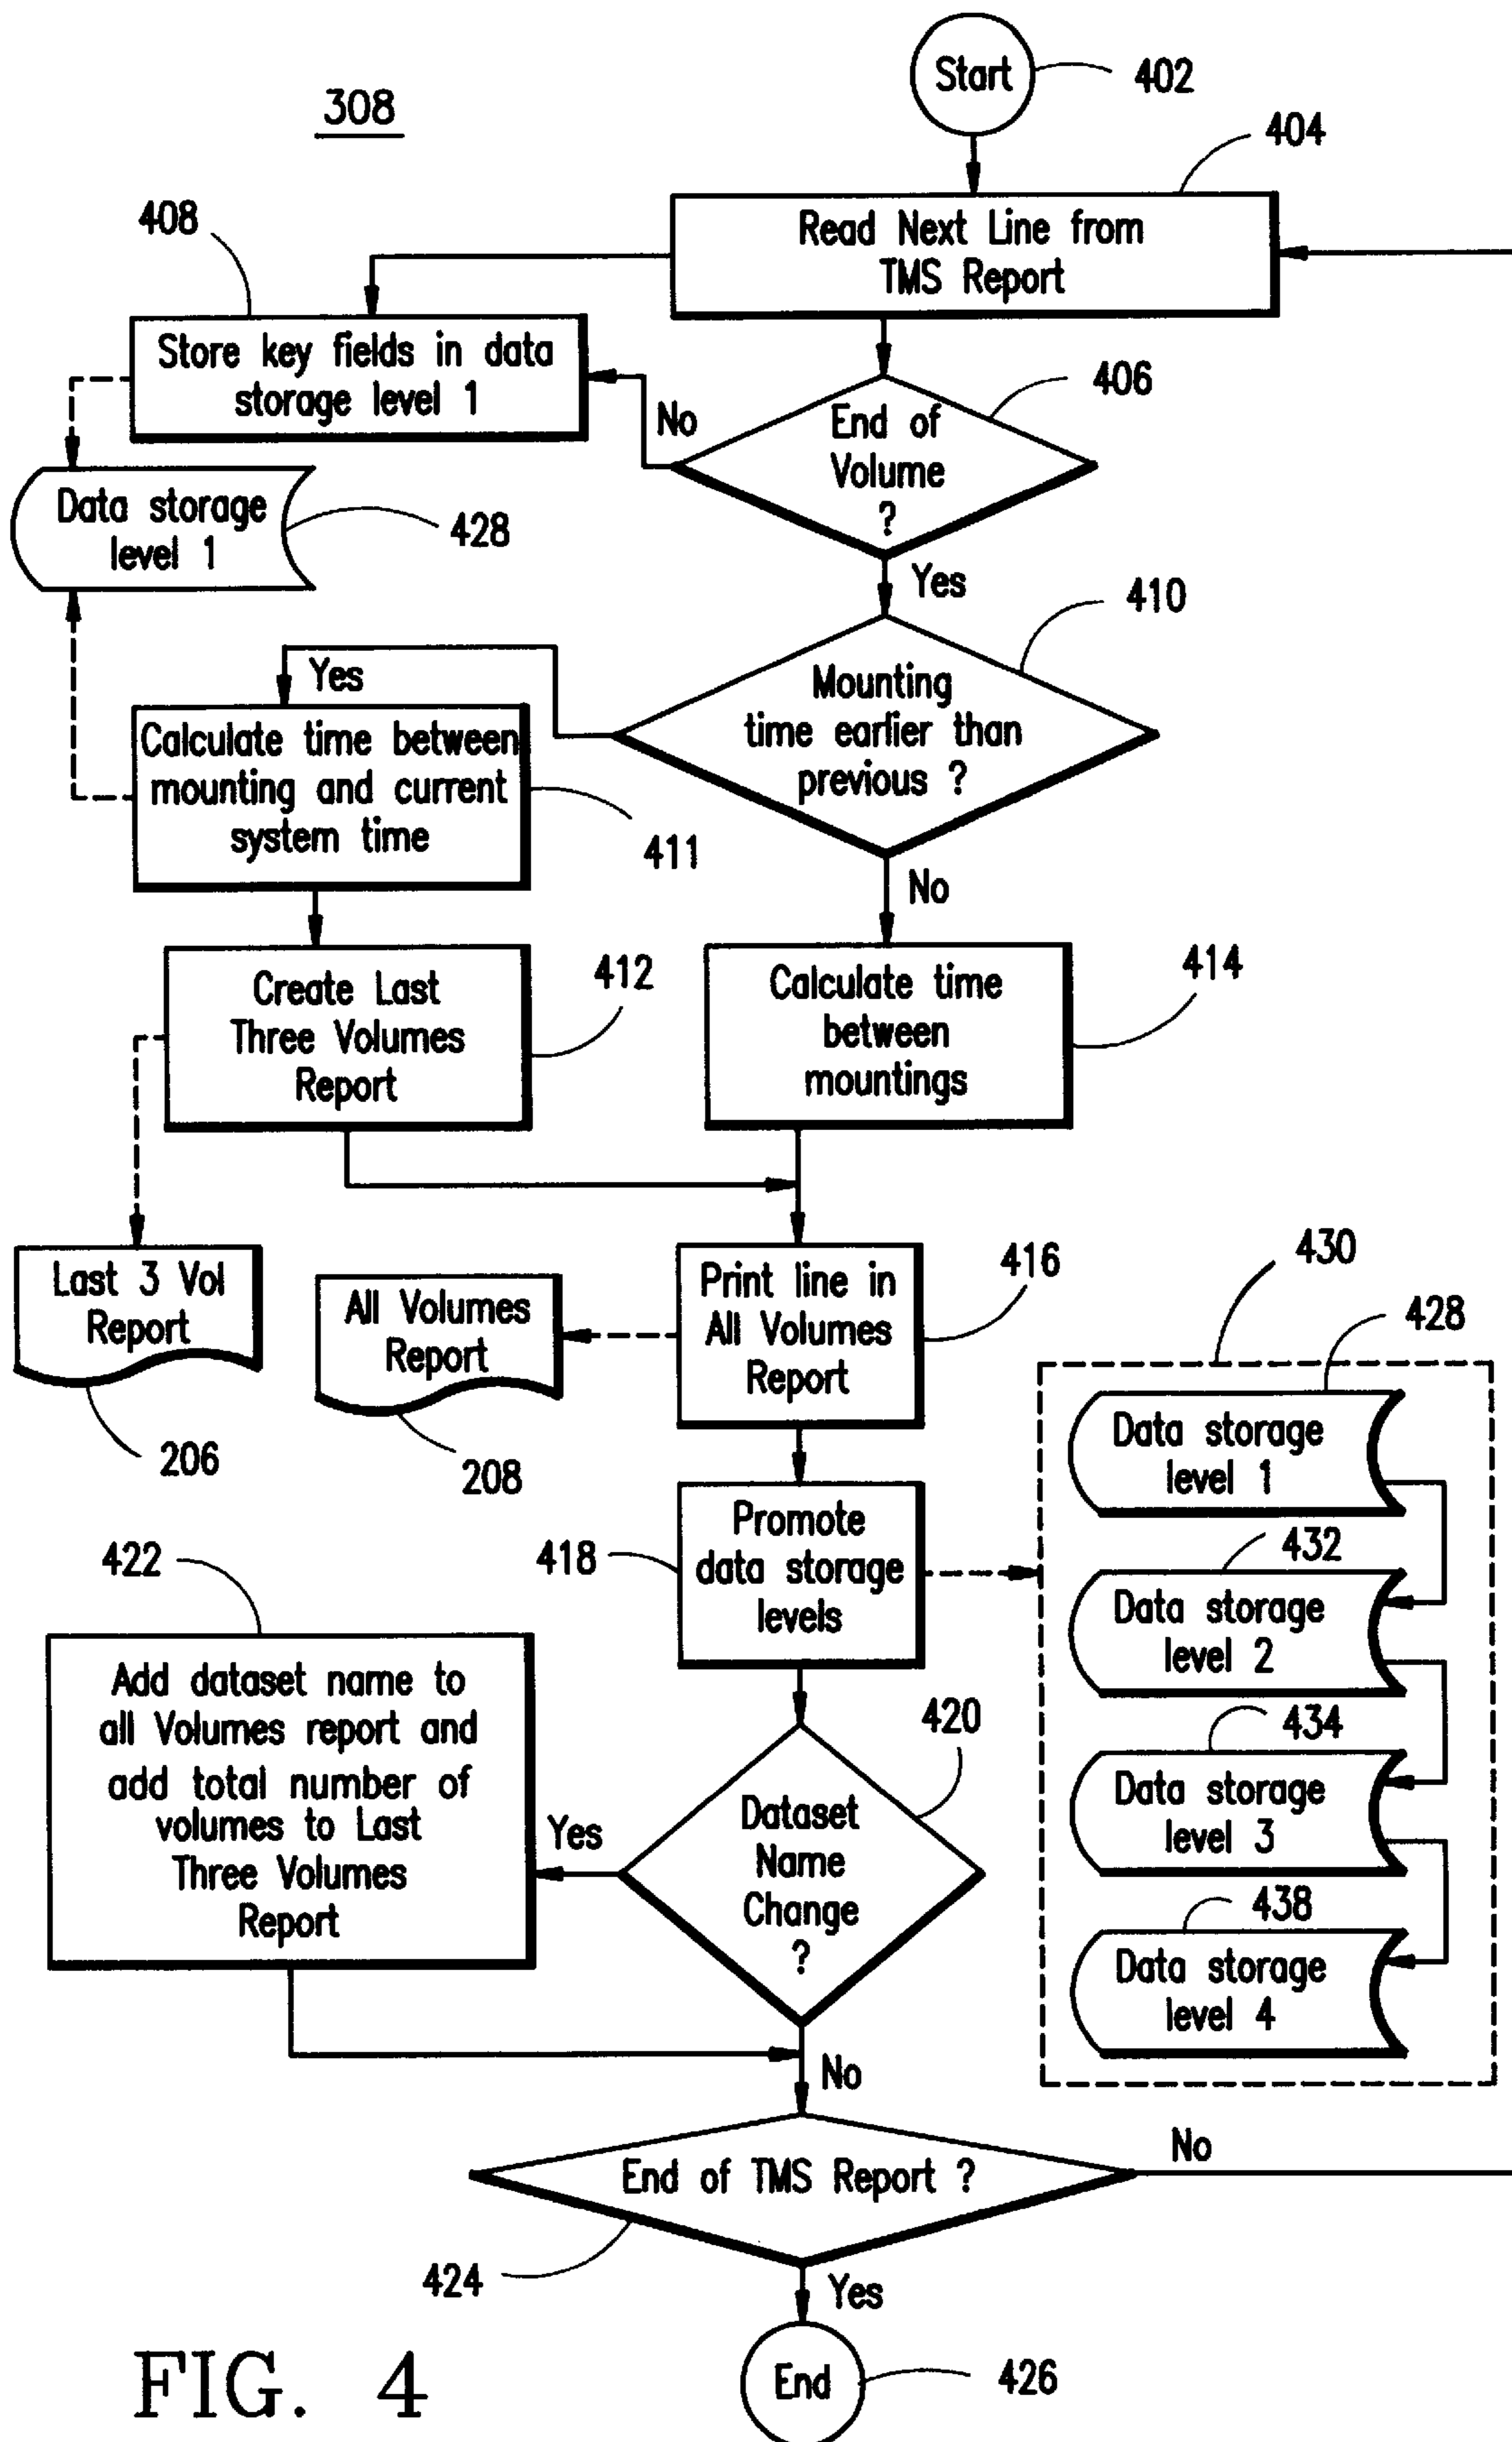 Start
402
308
404
Read Next Line from
TMS Report
408
Store key fields in data
storage level 1
406
End of
Volume
?
No
Data storage
level 1
428
Yes
410
Mounting
time earlier than
previous ?
Yes
Calculate time between
mounting and current
system time
411
No
Create Last
Three Volumes
Report
412
Calculate time
between
mountings
414
Last 3 Vol
Report
206
All Volumes
Report
208
Print line in
All Volumes
Report
416
430
428
Data storage
level 1
432
Data storage
level 2
434
Data storage
level 3
438
Data storage
level 4
Promote
data storage
levels
418
422
Add dataset name to
all Volumes report and
add total number of
volumes to Last
Three Volumes
Report
Yes
420
Dataset
Name
Change
?
No
End of TMS Report ?
No
424
Yes
End
426
FIG. 4